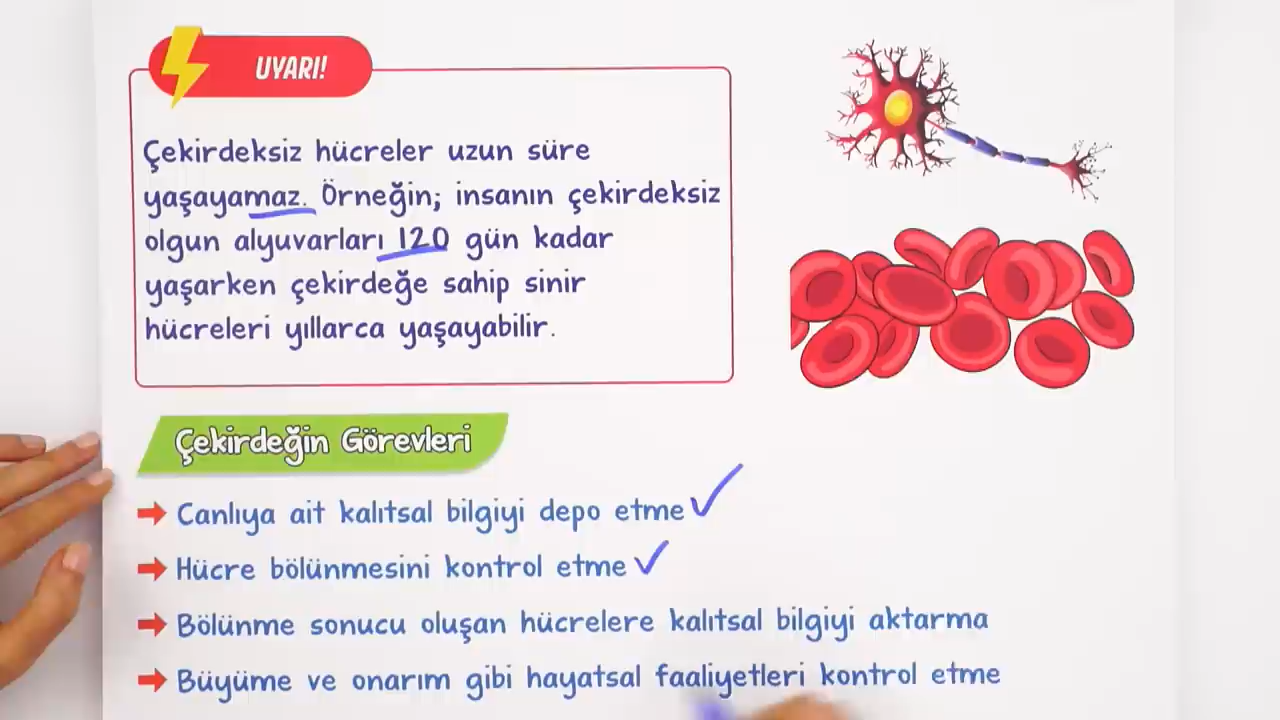 UYARI!
Çekirdeksiz hücreler uzun süre
yaşayamaz. Örneğin; insanın çekirdeksiz
olgun alyuvarları 120 gün kadar
yaşarken çekirdeğe sahip sinir
hücreleri yıllarca yaşayabilir.
Çekirdeğin Görevleri
Canlıya ait kalıtsal bilgiyi depo etme
Hücre bölünmesini kontrol etme
Bölünme sonucu oluşan hücrelere kalıtsal bilgiyi aktarma
Büyüme ve onarım gibi hayatsal faaliyetleri kontrol etme